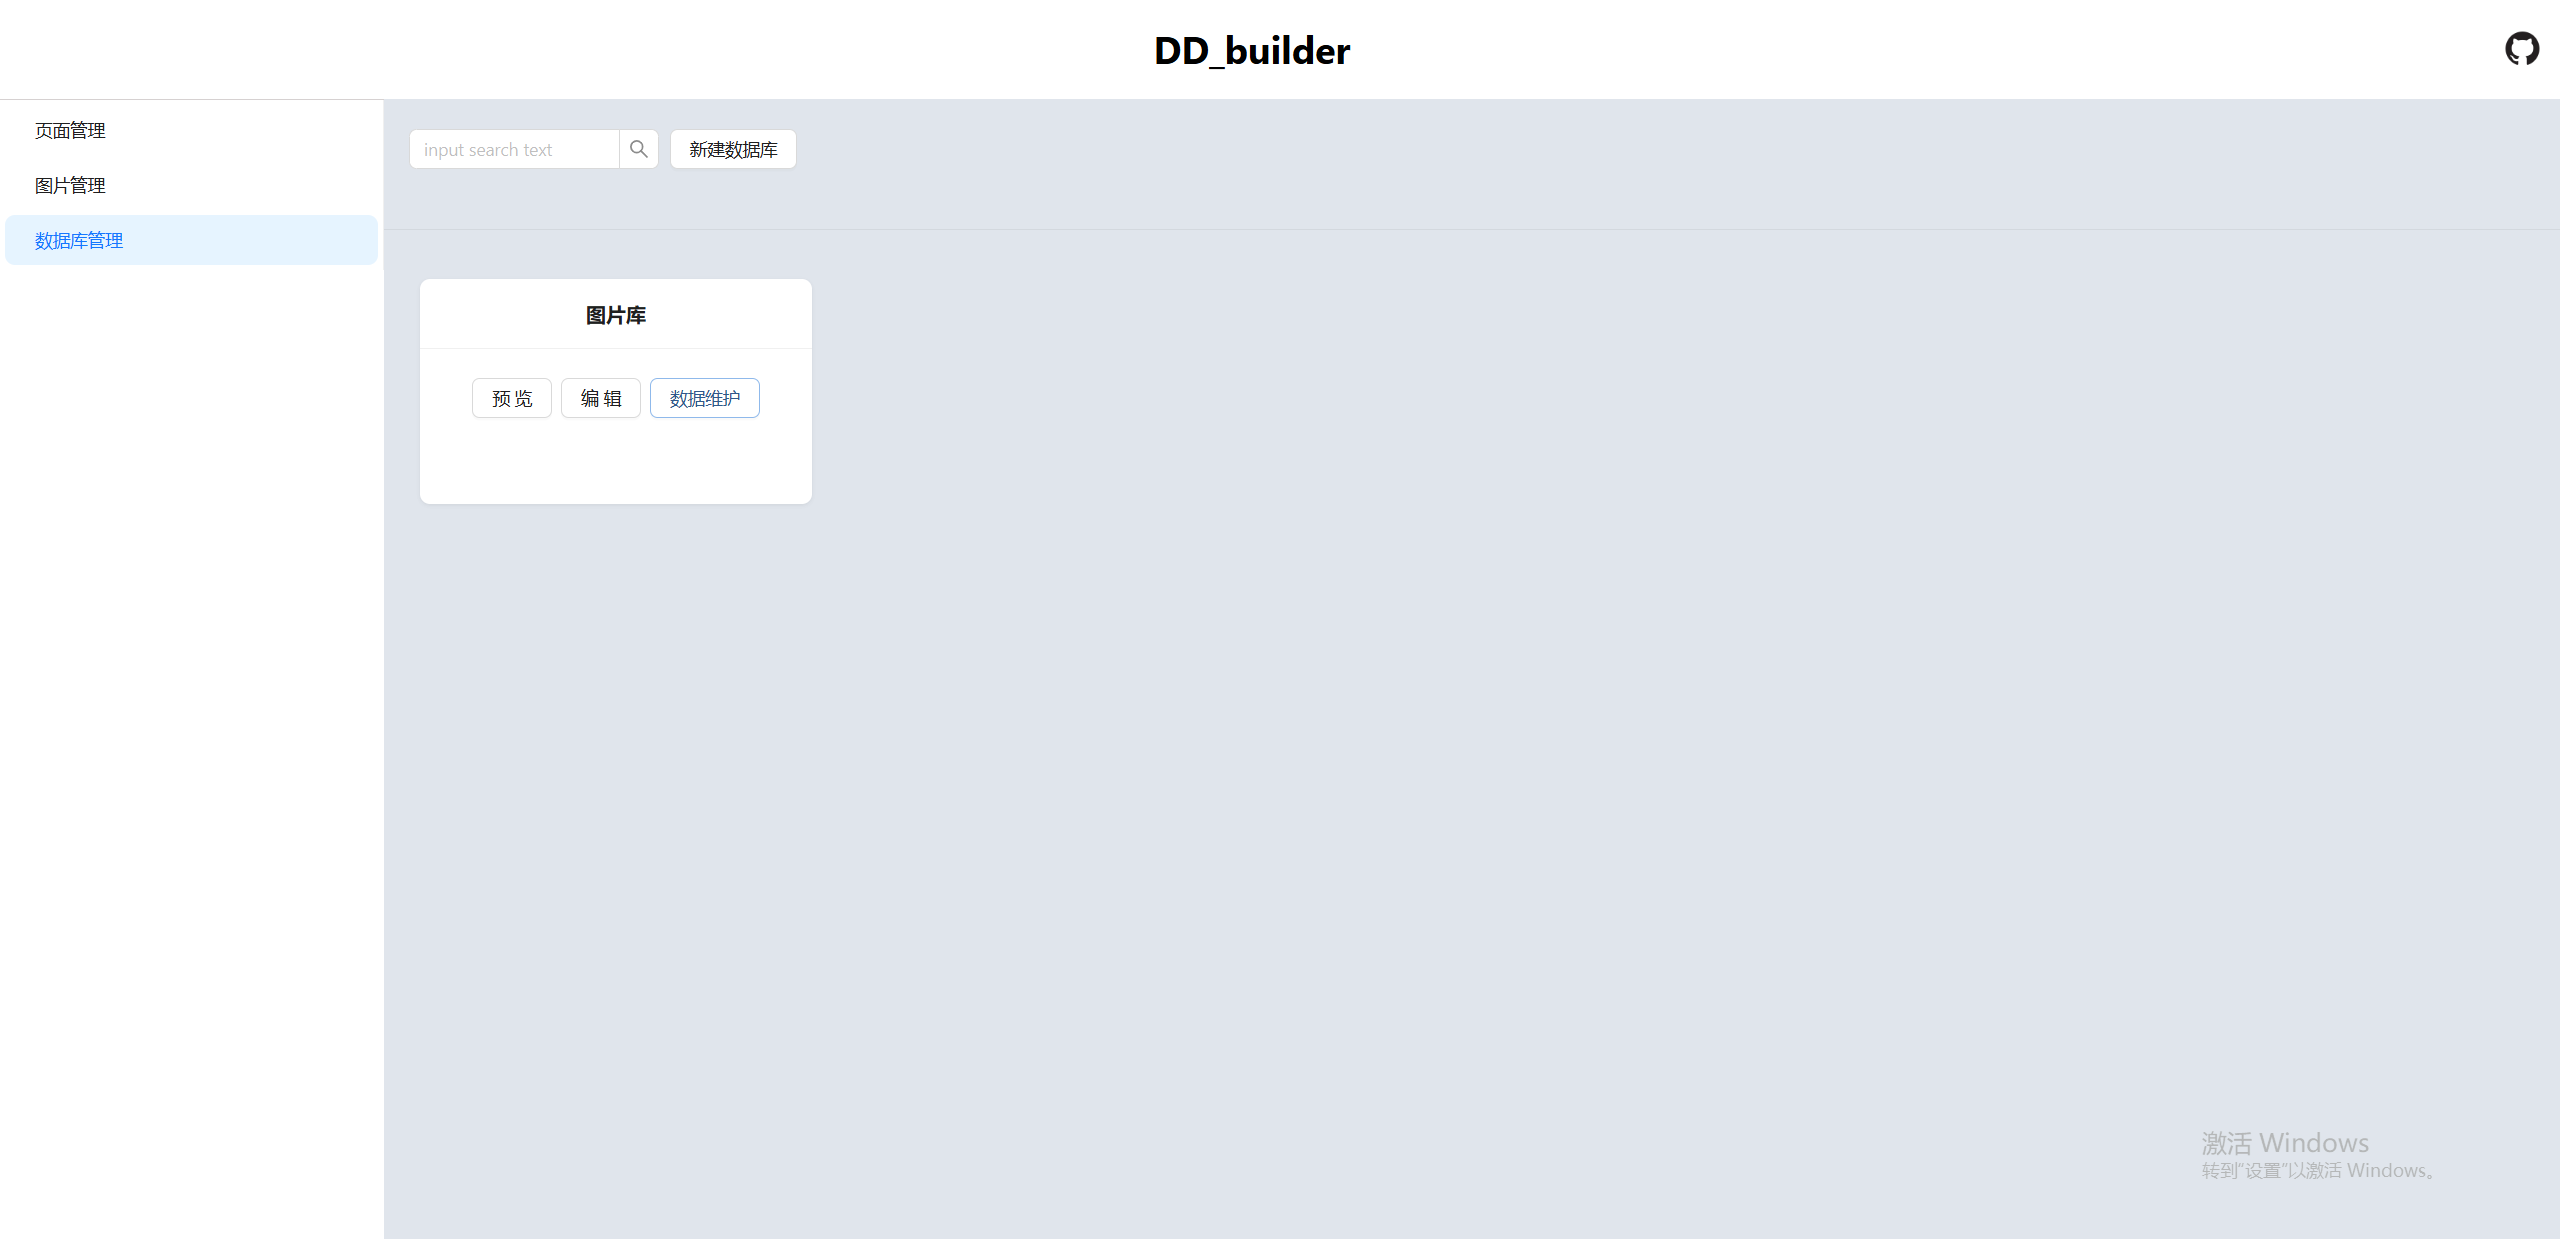 DD_builder
页面管理
图片管理
数据库管理
input search text
新建数据库
图片库
预 览
编 辑
数据维护
激活 Windows
转到"设置"以激活 Windows。